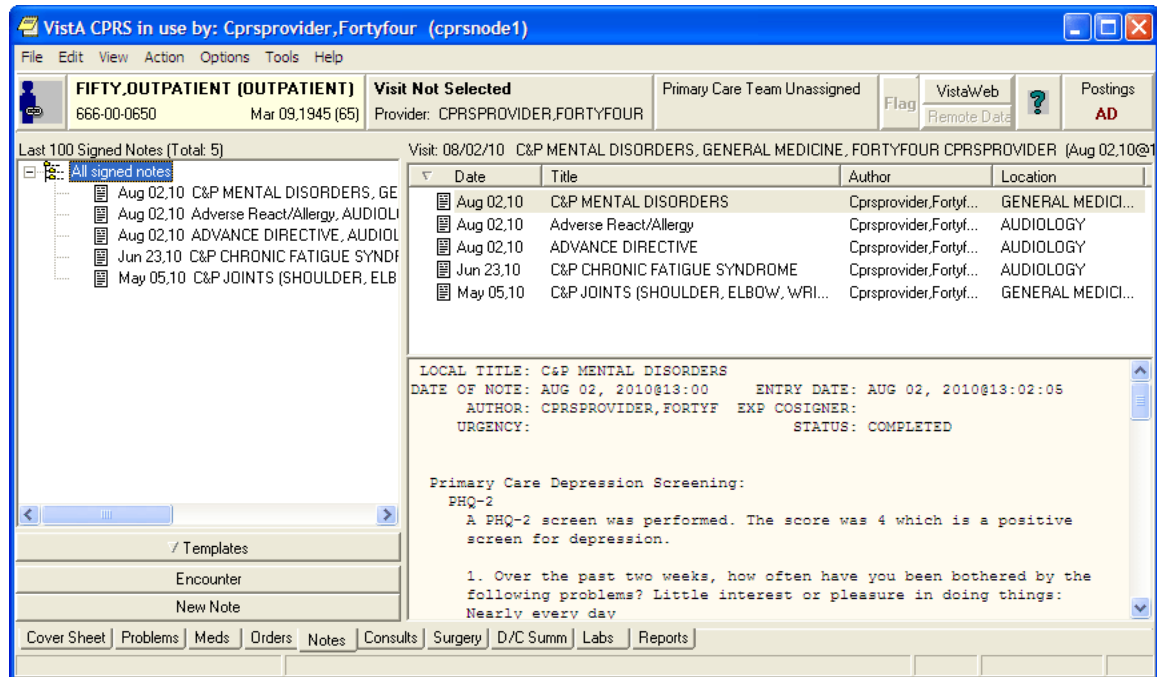 VistA CPRS in use by: Cprsprovider,Fortyfour (cprsnode1)
File Edit View Action Options Tools Help
FIFTY,OUTPATIENT (OUTPATIENT)
666-00-0650 Mar 09,1945 (65)
Visit Not Selected
Provider: CPRSPROVIDER,FORTYFOUR
Primary Care Team Unassigned
Flag
VistaWeb
Remote Data
?
Postings
AD
Last 100 Signed Notes (Total: 5)
All signed notes
Aug 02,10 C&P MENTAL DISORDERS, GE
Aug 02,10 Adverse React/Allergy, AUDIOL
Aug 02,10 ADVANCE DIRECTIVE, AUDIOL
Jun 23,10 C&P CHRONIC FATIGUE SYNDR
May 05,10 C&P JOINTS (SHOULDER, ELB
Templates
Encounter
New Note
Visit: 08/02/10 C&P MENTAL DISORDERS, GENERAL MEDICINE, FORTYFOUR CPRSPROVIDER (Aug 02,10@1
Date Title Author Location
Aug 02,10 C&P MENTAL DISORDERS Cprsprovider,Fortyf... GENERAL MEDICI...
Aug 02,10 Adverse React/Allergy Cprsprovider,Fortyf... AUDIOLOGY
Aug 02,10 ADVANCE DIRECTIVE Cprsprovider,Fortyf... AUDIOLOGY
Jun 23,10 C&P CHRONIC FATIGUE SYNDROME Cprsprovider,Fortyf... AUDIOLOGY
May 05,10 C&P JOINTS (SHOULDER, ELBOW, WRI... Cprsprovider,Fortyf... GENERAL MEDICI...
LOCAL TITLE: C&P MENTAL DISORDERS
DATE OF NOTE: AUG 02, 2010@13:00 ENTRY DATE: AUG 02, 2010@13:02:05
AUTHOR: CPRSPROVIDER,FORTYF EXP COSIGNER:
URGENCY: STATUS: COMPLETED
Primary Care Depression Screening:
PHQ-2
A PHQ-2 screen was performed. The score was 4 which is a positive
screen for depression.
1. Over the past two weeks, how often have you been bothered by the
following problems? Little interest or pleasure in doing things:
Nearly every day
Cover Sheet Problems Meds Orders Notes Consults Surgery D/C Summ Labs Reports